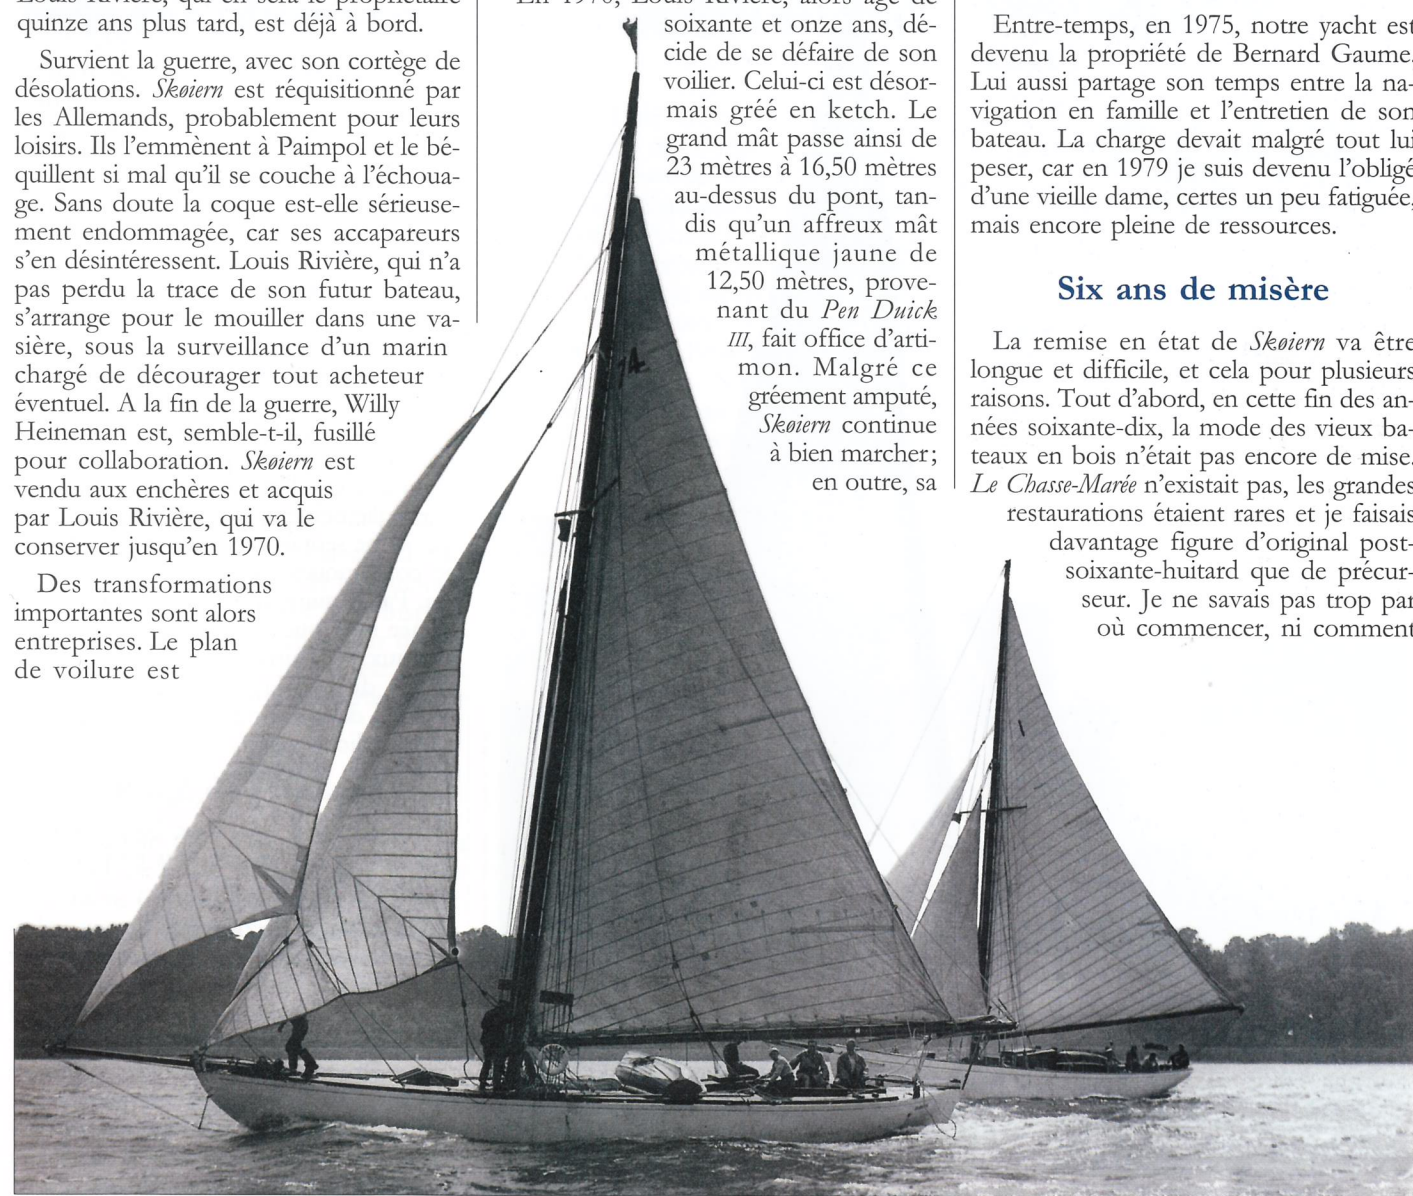 quinze ans plus tard, est déjà à bord.
Survient la guerre, avec son cortège de
désolations. Skøiern est réquisitionné par
les Allemands, probablement pour leurs
loisirs. Ils l'emmènent à Paimpol et le bé-
quillent si mal qu'il se couche à l'échoua-
ge. Sans doute la coque est-elle sérieuse-
ment endommagée, car ses accapareurs
s'en désintéressent. Louis Rivière, qui n'a
pas perdu la trace de son futur bateau,
s'arrange pour le mouiller dans une va-
sière, sous la surveillance d'un marin
chargé de décourager tout acheteur
éventuel. A la fin de la guerre, Willy
Heineman est, semble-t-il, fusillé
pour collaboration. Skøiern est
vendu aux enchères et acquis
par Louis Rivière, qui va le
conserver jusqu'en 1970.
Des transformations
importantes sont alors
entreprises. Le plan
de voilure est
En 1970, Louis Rivière, alors âgé de
soixante et onze ans, dé-
cide de se défaire de son
voilier. Celui-ci est désor-
mais gréé en ketch. Le
grand mât passe ainsi de
23 mètres à 16,50 mètres
au-dessus du pont, tan-
dis qu'un affreux mât
métallique jaune de
12,50 mètres, prove-
nant du Pen Duick
III, fait office d'arti-
mon. Malgré ce
gréement amputé,
Skøiern continue
à bien marcher;
en outre, sa
Entre-temps, en 1975, notre yacht est
devenu la propriété de Bernard Gaume.
Lui aussi partage son temps entre la na-
vigation en famille et l'entretien de son
bateau. La charge devait malgré tout lui
peser, car en 1979 je suis devenu l'obligé
d'une vieille dame, certes un peu fatiguée,
mais encore pleine de ressources.
Six ans de misère
La remise en état de Skøiern va être
longue et difficile, et cela pour plusieurs
raisons. Tout d'abord, en cette fin des an-
nées soixante-dix, la mode des vieux ba-
teaux en bois n'était pas encore de mise.
Le Chasse-Marée n'existait pas, les grandes
restaurations étaient rares et je faisais
davantage figure d'original post-
soixante-huitard que de précur-
seur. Je ne savais pas trop par
où commencer, ni comment